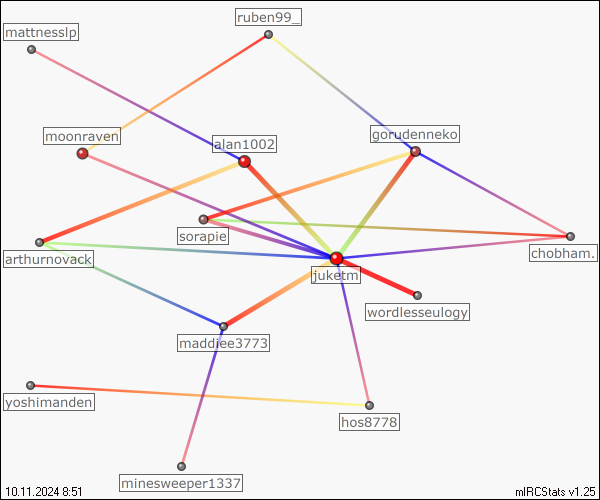 ruben99_
mattnesslp
moonraven
alan1002
gorudenneko
sorapie
arthurnovack
chobham.
juketm
wordlesseulogy
maddiee3773
yoshimanden
hos8778
minesweeper1337
10.11.2024 8:51
mIRCStats v1.25